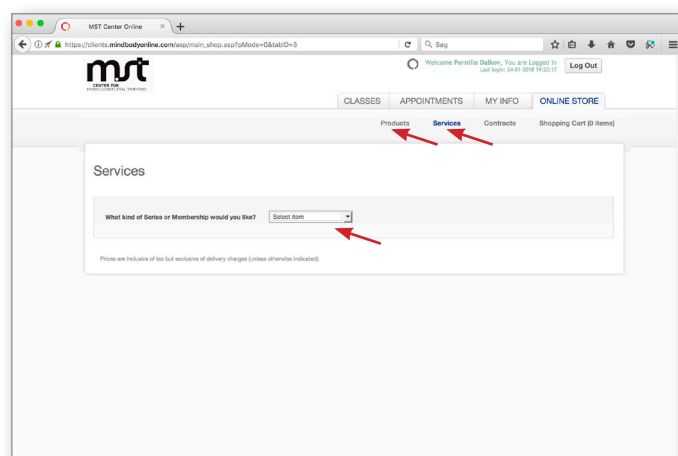 MST Center Online × +
https://clients.mindbodyonline.com/asp/main_shop.asp?pMode=0&tabID=3
Søg
mst
CENTER FOR
Welcome Pernille Dalkov, You are Logged In
Last login: 24-01-2018 19:20:17
Log Out
CLASSES APPOINTMENTS MY INFO ONLINE STORE
Products Services Contracts Shopping Cart (0 items)
Services
What kind of Series or Membership would you like? Select item
Prices are inclusive of tax but exclusive of delivery charges (unless otherwise indicated).